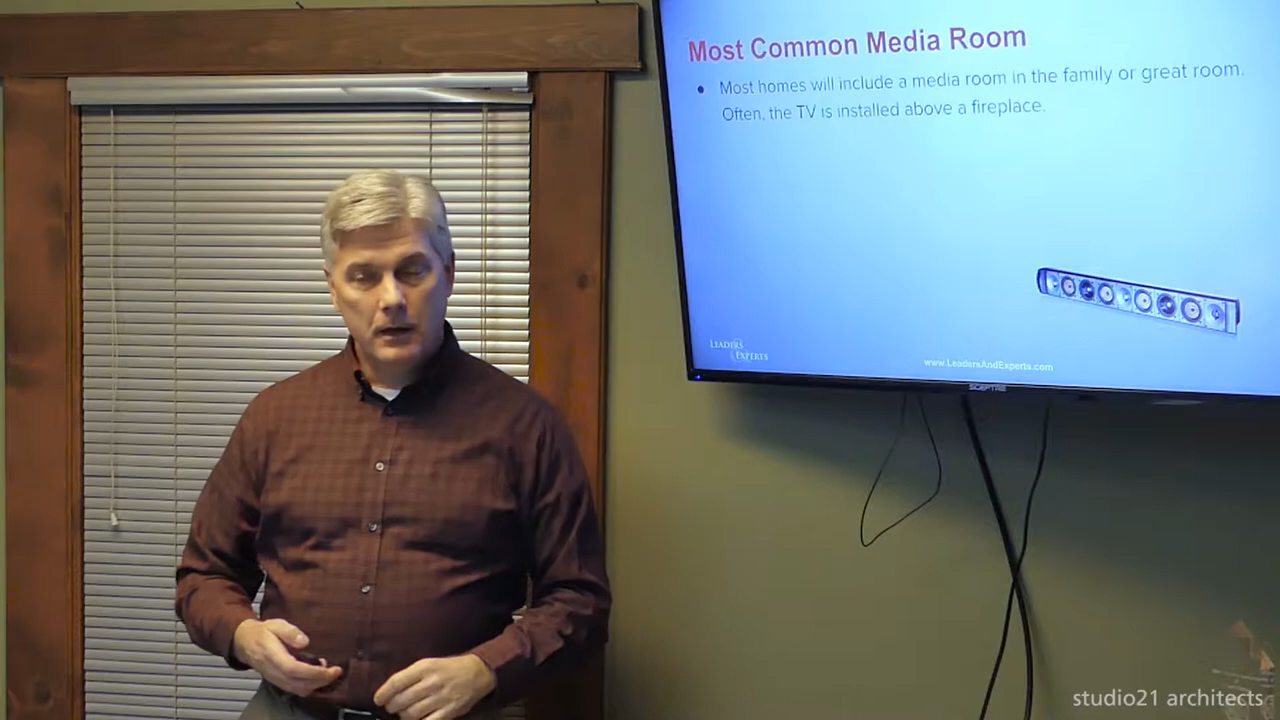 Most Common Media Room
• Most homes will include a media room in the family or great room.
Often, the TV is installed above a fireplace.
LEADERS
EXPERTS
www.LeadersAndExperts.com
SCEPTRE
studio21 architects